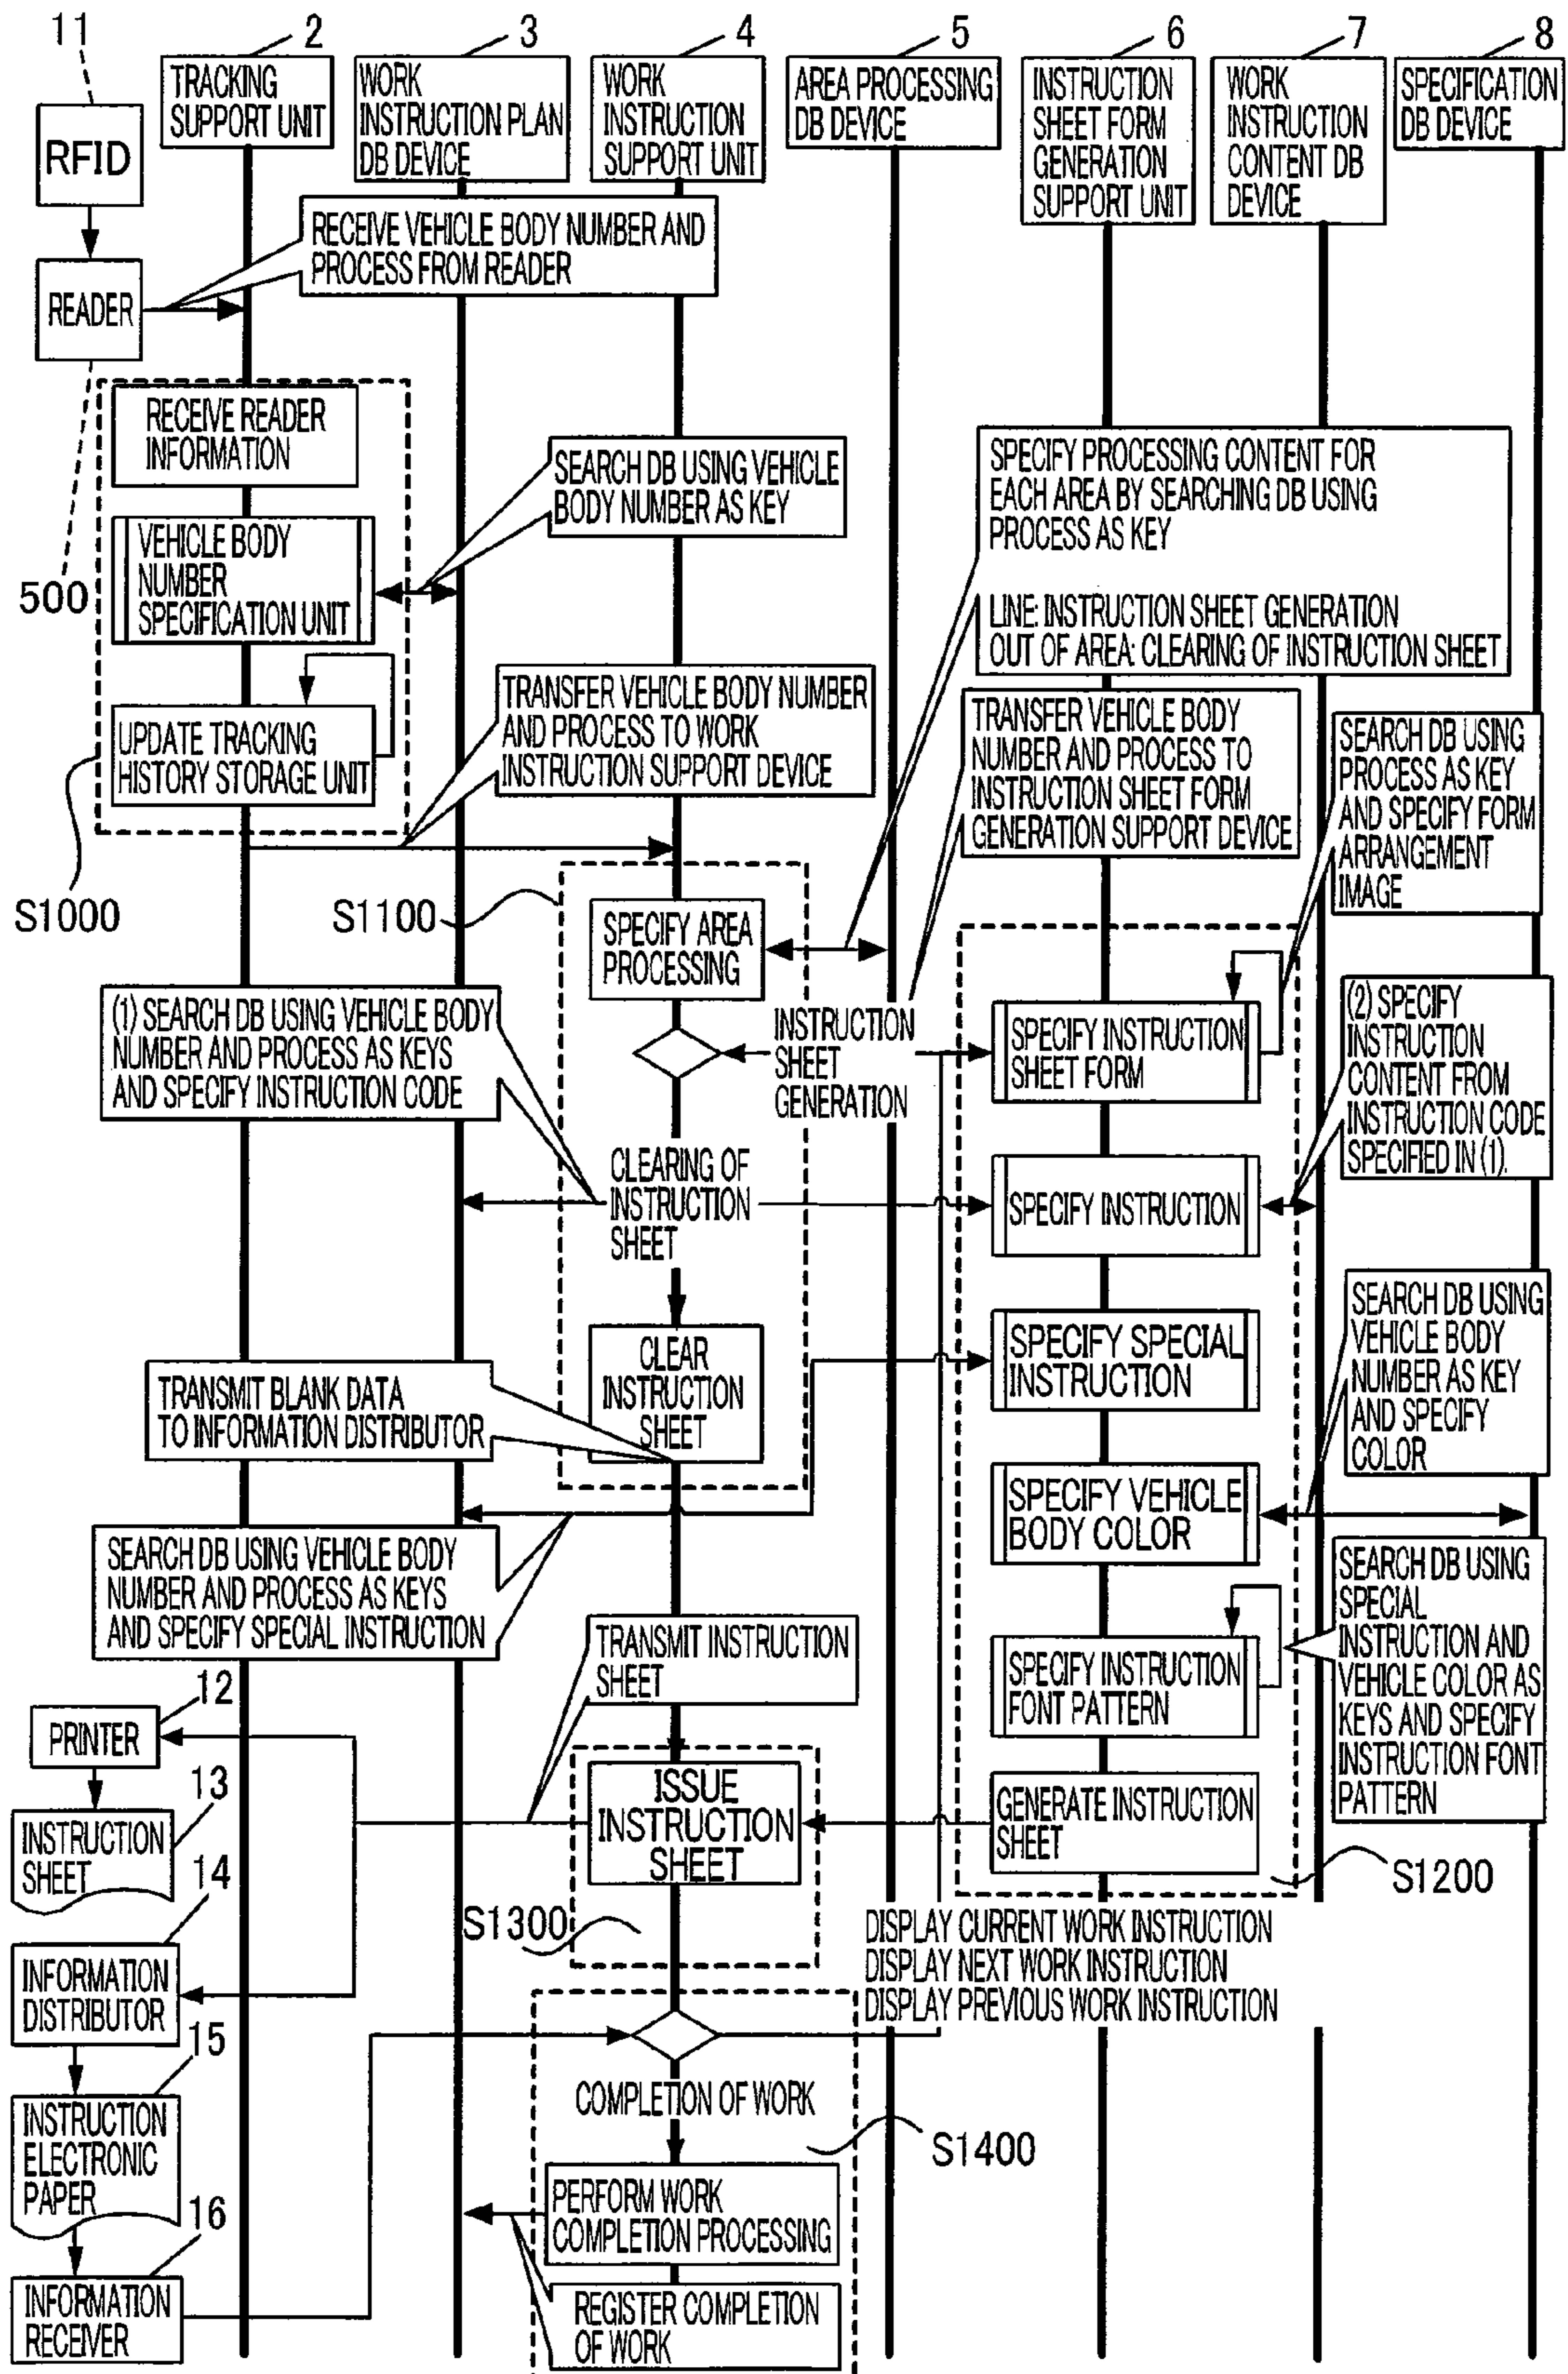 11
2
3
4
5
6
7
8
RFID
TRACKING
SUPPORT UNIT
WORK
INSTRUCTION PLAN
DB DEVICE
WORK
INSTRUCTION
SUPPORT UNIT
AREA PROCESSING
DB DEVICE
INSTRUCTION
SHEET FORM
GENERATION
SUPPORT UNIT
WORK
INSTRUCTION
CONTENT DB
DEVICE
SPECIFICATION
DB DEVICE
RECEIVE VEHICLE BODY NUMBER AND
PROCESS FROM READER
READER
500
RECEIVE READER
INFORMATION
SEARCH DB USING VEHICLE
BODY NUMBER AS KEY
SPECIFY PROCESSING CONTENT FOR
EACH AREA BY SEARCHING DB USING
PROCESS AS KEY
LINE: INSTRUCTION SHEET GENERATION
OUT OF AREA: CLEARING OF INSTRUCTION SHEET
VEHICLE BODY
NUMBER
SPECIFICATION UNIT
TRANSFER VEHICLE BODY NUMBER
AND PROCESS TO WORK
INSTRUCTION SUPPORT DEVICE
TRANSFER VEHICLE BODY
NUMBER AND PROCESS TO
INSTRUCTION SHEET FORM
GENERATION SUPPORT DEVICE
SEARCH DB USING
PROCESS AS KEY
AND SPECIFY FORM
ARRANGEMENT
IMAGE
UPDATE TRACKING
HISTORY STORAGE UNIT
S1000
S1100
SPECIFY AREA
PROCESSING
(1) SEARCH DB USING VEHICLE BODY
NUMBER AND PROCESS AS KEYS
AND SPECIFY INSTRUCTION CODE
INSTRUCTION
SHEET
GENERATION
SPECIFY INSTRUCTION
SHEET FORM
(2) SPECIFY
INSTRUCTION
CONTENT FROM
INSTRUCTION CODE
SPECIFIED IN (1).
CLEARING OF
INSTRUCTION
SHEET
SPECIFY INSTRUCTION
CLEAR
INSTRUCTION
SHEET
SPECIFY SPECIAL
INSTRUCTION
SEARCH DB USING
VEHICLE BODY
NUMBER AS KEY
AND SPECIFY
COLOR
TRANSMIT BLANK DATA
TO INFORMATION DISTRIBUTOR
SPECIFY VEHICLE
BODY COLOR
SEARCH DB USING VEHICLE BODY
NUMBER AND PROCESS AS KEYS
AND SPECIFY SPECIAL INSTRUCTION
SEARCH DB USING
SPECIAL
INSTRUCTION AND
VEHICLE COLOR AS
KEYS AND SPECIFY
INSTRUCTION FONT
PATTERN
TRANSMIT INSTRUCTION
SHEET
SPECIFY INSTRUCTION
FONT PATTERN
12
PRINTER
13
INSTRUCTION
SHEET
ISSUE
INSTRUCTION
SHEET
GENERATE INSTRUCTION
SHEET
S1200
14
S1300
DISPLAY CURRENT WORK INSTRUCTION
DISPLAY NEXT WORK INSTRUCTION
DISPLAY PREVIOUS WORK INSTRUCTION
INFORMATION
DISTRIBUTOR
15
COMPLETION OF WORK
S1400
INSTRUCTION
ELECTRONIC
PAPER
16
PERFORM WORK
COMPLETION PROCESSING
INFORMATION
RECEIVER
REGISTER COMPLETION
OF WORK